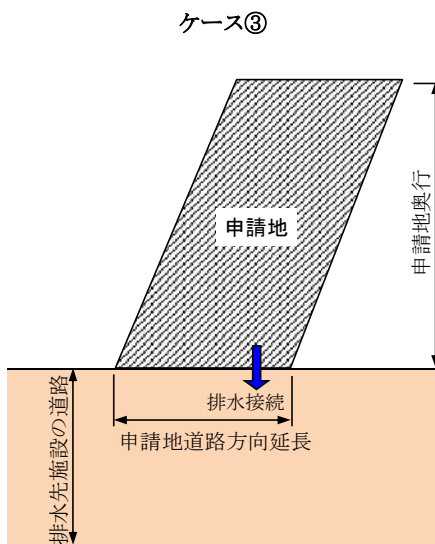 ケース③
申請地
申請地奥行
排水接続
申請地道路方向延長
排水先施設の道路